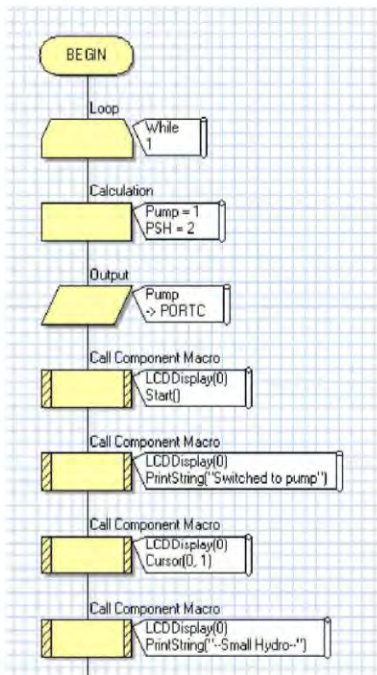 BEGIN
Loop
While
1
Calculation
Pump = 1
PSH = 2
Output
Pump
-> PORTC
Call Component Macro
LCDDisplay(0)
Start()
Call Component Macro
LCDDisplay(0)
PrintString("Switched to pump")
Call Component Macro
LCDDisplay(0)
Cursor(0, 1)
Call Component Macro
LCDDisplay(0)
PrintString("--Small Hydro--")